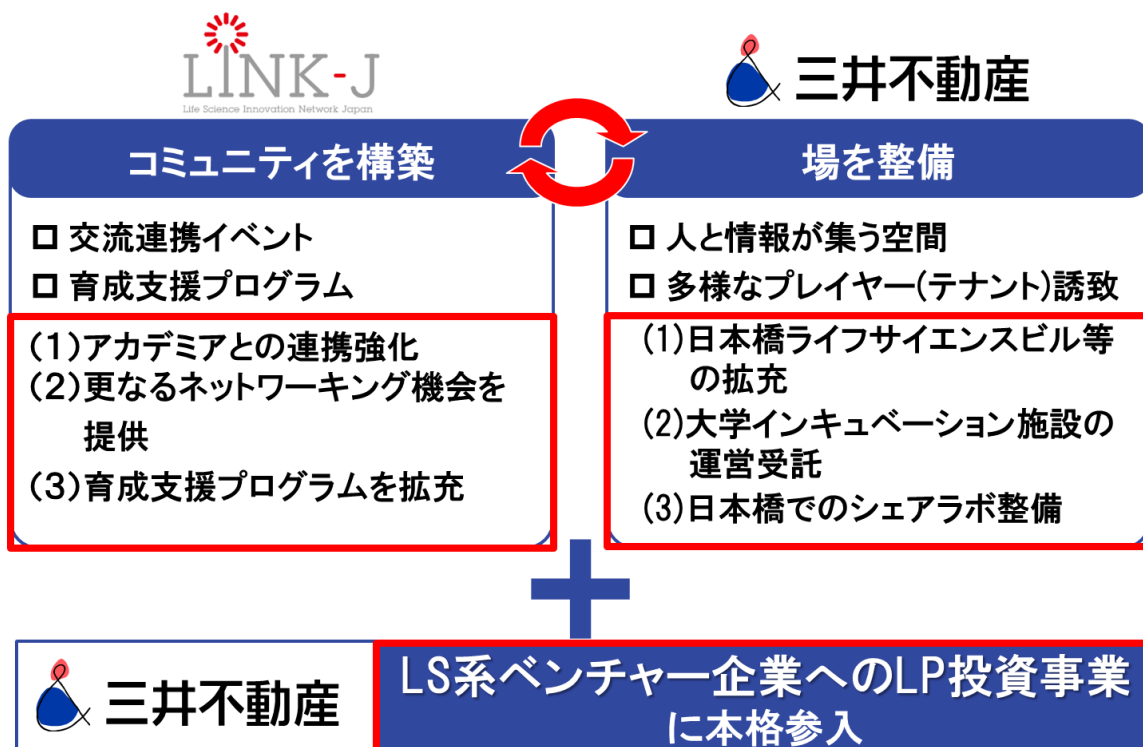 LINK-J
Life Science Innovation Network Japan
三井不動産
コミュニティを構築
交流連携イベント
育成支援プログラム
(1)アカデミアとの連携強化
(2)更なるネットワーキング機会を
提供
(3)育成支援プログラムを拡充
場を整備
人と情報が集う空間
多様なプレイヤー(テナント)誘致
(1)日本橋ライフサイエンスビル等
の拡充
(2)大学インキュベーション施設の
運営受託
(3)日本橋でのシェアラボ整備
三井不動産
LS系ベンチャー企業へのLP投資事業
に本格参入